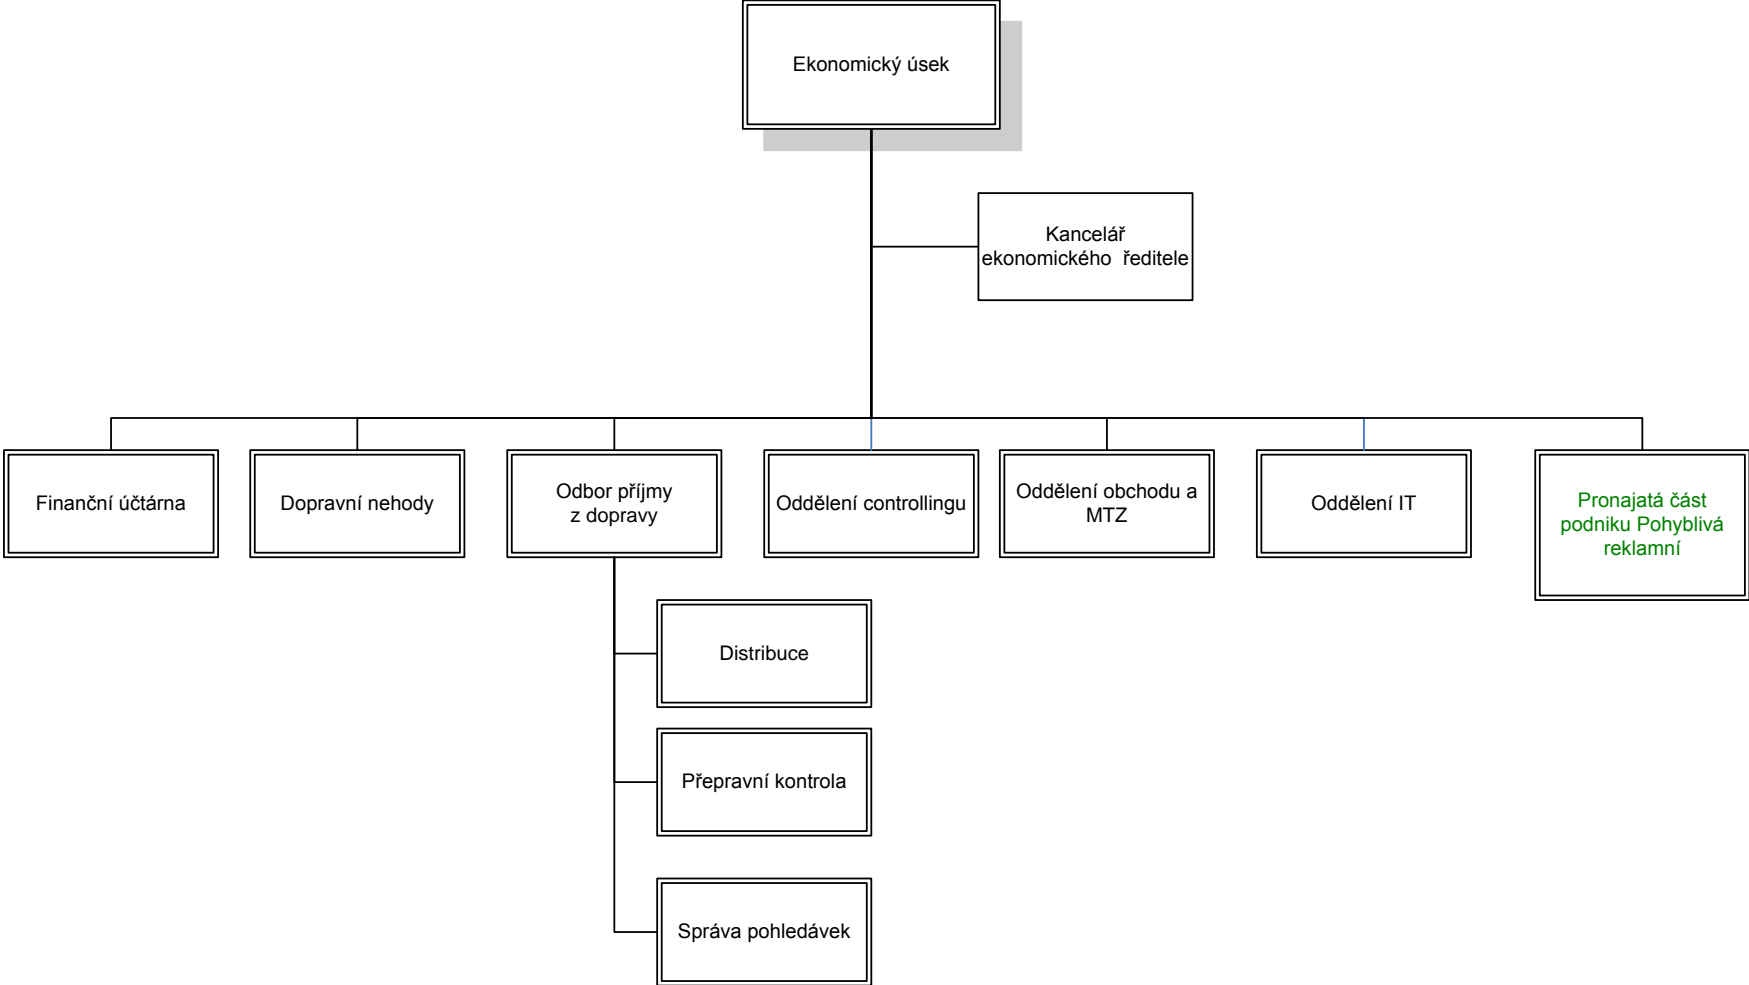 Ekonomický úsek
Kancelář
ekonomického ředitele
Finanční účtárna
Dopravní nehody
Odbor příjmy
z dopravy
Oddělení controllingu
Oddělení obchodu a
MTZ
Oddělení IT
Pronajatá část
podniku Pohyblivá
reklamní
Distribuce
Přepravní kontrola
Správa pohledávek